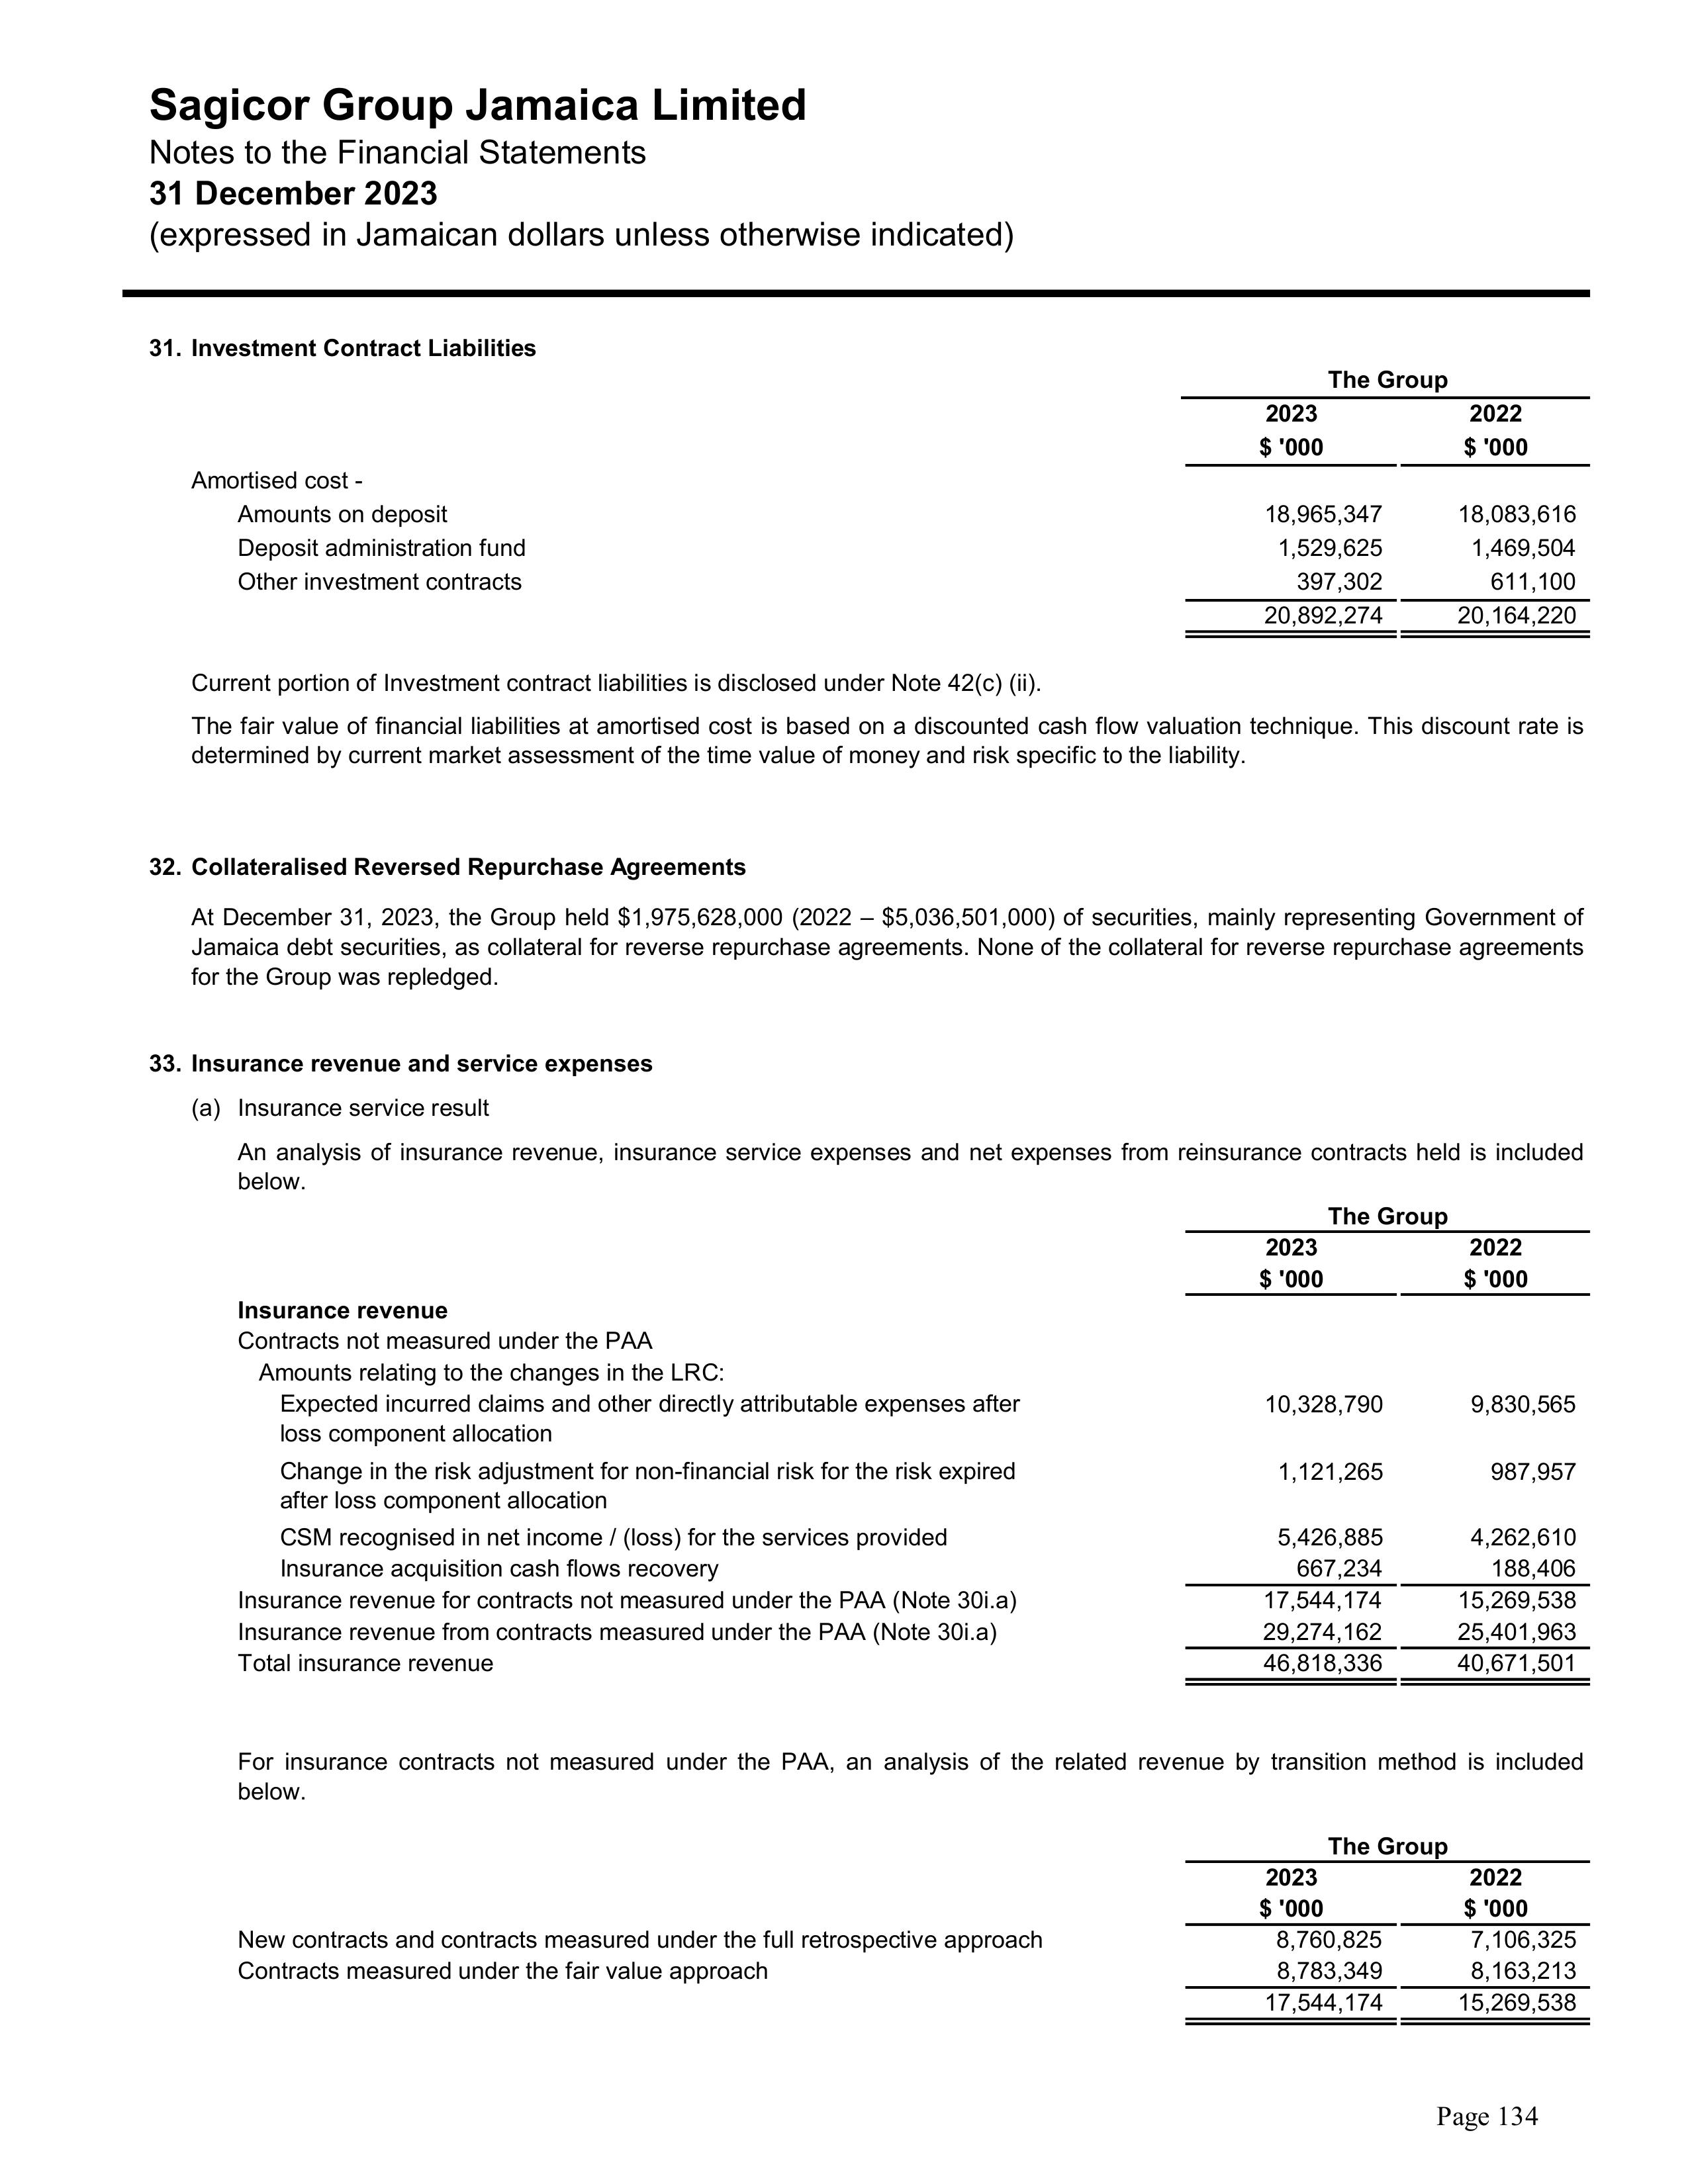 Sagicor Group Jamaica Limited
Notes to the Financial Statements
31 December 2023
(expressed in Jamaican dollars unless otherwise indicated)
31. Investment Contract Liabilities
The Group
2023 2022
$ '000 $ '000
Amortised cost -
Amounts on deposit 18,965,347 18,083,616
Deposit administration fund 1,529,625 1,469,504
Other investment contracts 397,302 611,100
20,892,274 20,164,220
Current portion of Investment contract liabilities is disclosed under Note 42(c) (ii).
The fair value of financial liabilities at amortised cost is based on a discounted cash flow valuation technique. This discount rate is
determined by current market assessment of the time value of money and risk specific to the liability.
32. Collateralised Reversed Repurchase Agreements
At December 31, 2023, the Group held $1,975,628,000 (2022 – $5,036,501,000) of securities, mainly representing Government of
Jamaica debt securities, as collateral for reverse repurchase agreements. None of the collateral for reverse repurchase agreements
for the Group was repledged.
33. Insurance revenue and service expenses
(a) Insurance service result
An analysis of insurance revenue, insurance service expenses and net expenses from reinsurance contracts held is included
below.
The Group
2023 2022
$ '000 $ '000
Insurance revenue
Contracts not measured under the PAA
Amounts relating to the changes in the LRC:
Expected incurred claims and other directly attributable expenses after 10,328,790 9,830,565
loss component allocation
Change in the risk adjustment for non-financial risk for the risk expired 1,121,265 987,957
after loss component allocation
CSM recognised in net income / (loss) for the services provided 5,426,885 4,262,610
Insurance acquisition cash flows recovery 667,234 188,406
Insurance revenue for contracts not measured under the PAA (Note 30i.a) 17,544,174 15,269,538
Insurance revenue from contracts measured under the PAA (Note 30i.a) 29,274,162 25,401,963
Total insurance revenue 46,818,336 40,671,501
For insurance contracts not measured under the PAA, an analysis of the related revenue by transition method is included
below.
The Group
2023 2022
$ '000 $ '000
New contracts and contracts measured under the full retrospective approach 8,760,825 7,106,325
Contracts measured under the fair value approach 8,783,349 8,163,213
17,544,174 15,269,538
Page 134